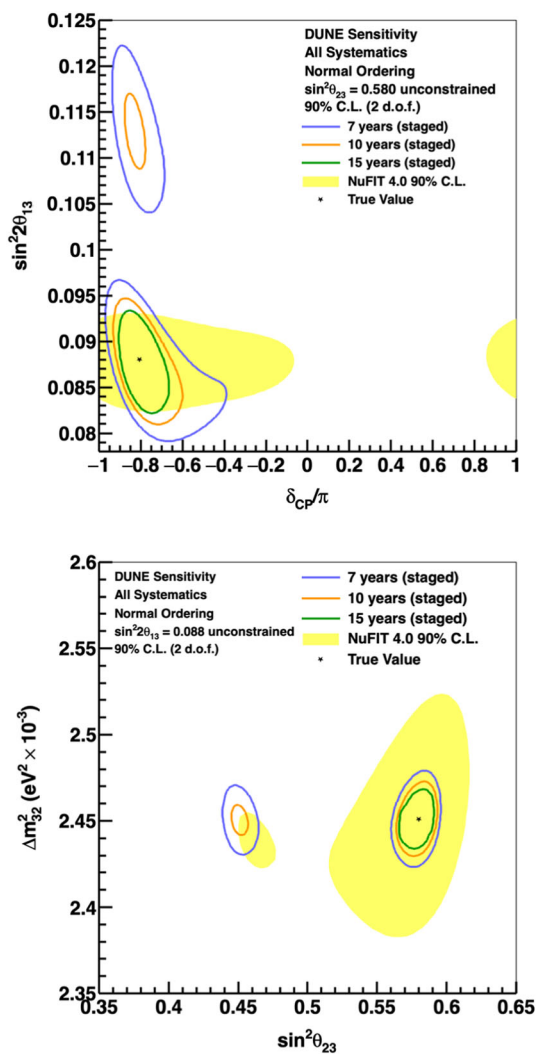 DUNE Sensitivity
All Systematics
Normal Ordering
sin²θ₂₃ = 0.580 unconstrained
90% C.L. (2 d.o.f.)
7 years (staged)
10 years (staged)
15 years (staged)
NuFIT 4.0 90% C.L.
True Value
0.125
0.12
0.115
0.11
0.105
0.1
0.095
0.09
0.085
0.08
sin²2θ₁₃
−1 −0.8 −0.6 −0.4 −0.2 0 0.2 0.4 0.6 0.8 1
δCP/π
DUNE Sensitivity
All Systematics
Normal Ordering
sin²2θ₁₃ = 0.088 unconstrained
90% C.L. (2 d.o.f.)
7 years (staged)
10 years (staged)
15 years (staged)
NuFIT 4.0 90% C.L.
True Value
2.6
2.55
2.5
2.45
2.4
2.35
Δm²₃₂ (eV² × 10⁻³)
0.35 0.4 0.45 0.5 0.55 0.6 0.65
sin²θ₂₃